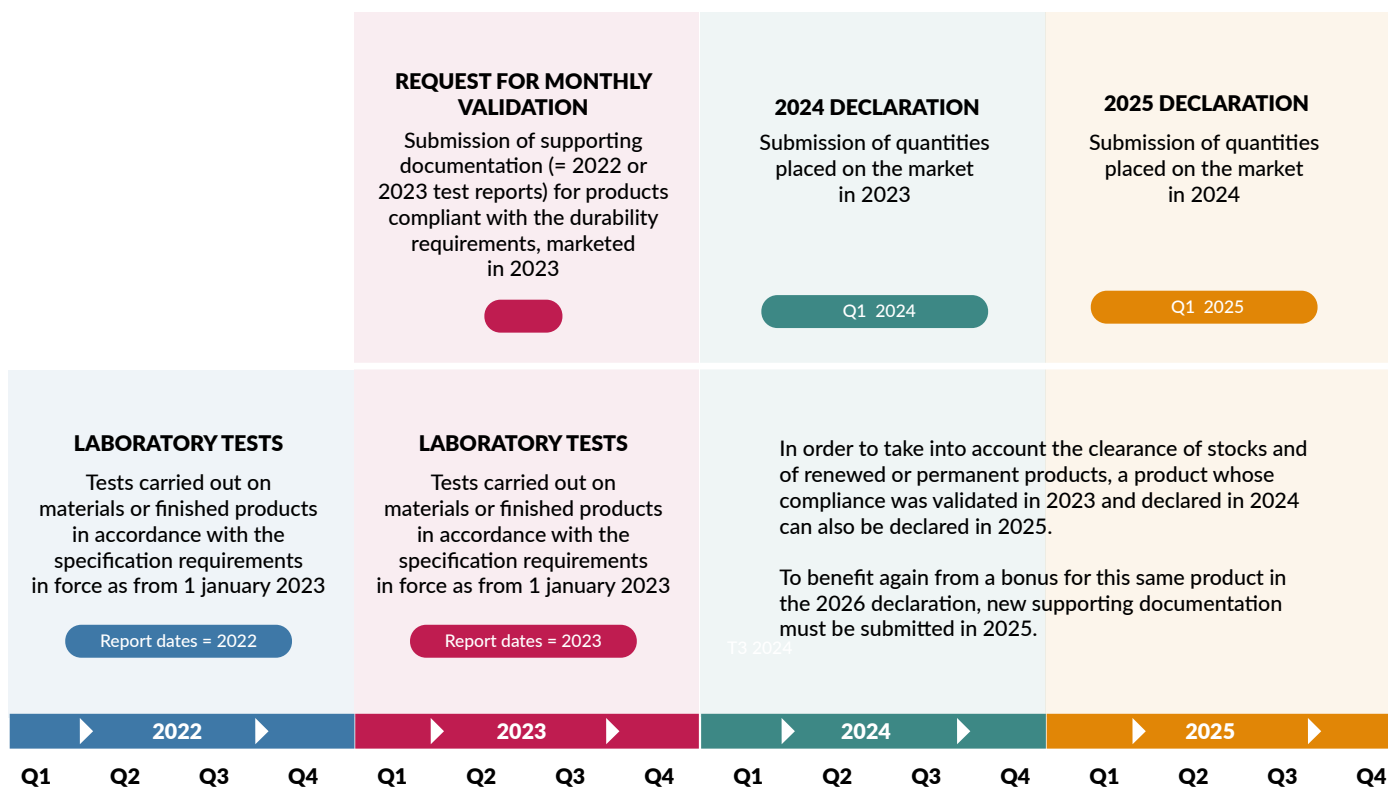 REQUEST FOR MONTHLY
VALIDATION
Submission of supporting
documentation (= 2022 or
2023 test reports) for products
compliant with the durability
requirements, marketed
in 2023
2024 DECLARATION
Submission of quantities
placed on the market
in 2023
Q1 2024
2025 DECLARATION
Submission of quantities
placed on the market
in 2024
Q1 2025
LABORATORY TESTS
Tests carried out on
materials or finished products
in accordance with the
specification requirements
in force as from 1 january 2023
Report dates = 2022
LABORATORY TESTS
Tests carried out on
materials or finished products
in accordance with the
specification requirements
in force as from 1 january 2023
Report dates = 2023
In order to take into account the clearance of stocks and
of renewed or permanent products, a product whose
compliance was validated in 2023 and declared in 2024
can also be declared in 2025.
To benefit again from a bonus for this same product in
the 2026 declaration, new supporting documentation
must be submitted in 2025.
T3 2024
2022 2023 2024 2025
Q1 Q2 Q3 Q4 Q1 Q2 Q3 Q4 Q1 Q2 Q3 Q4 Q1 Q2 Q3 Q4